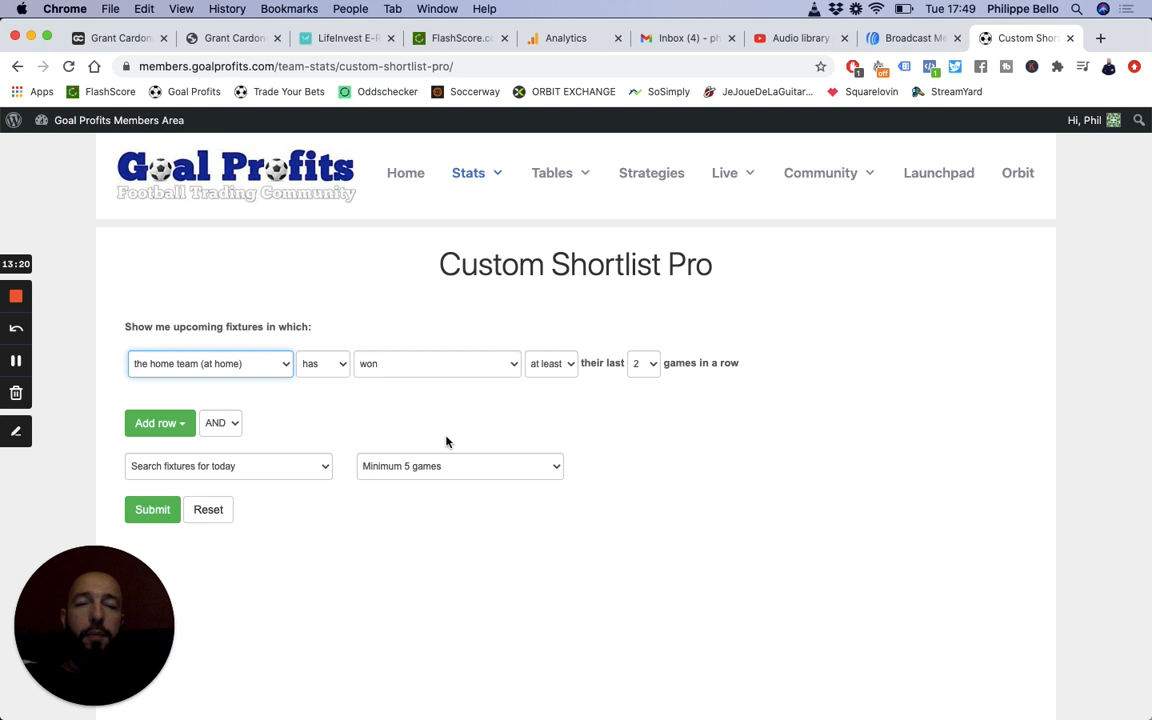 Chrome File Edit View History Bookmarks People Tab Window Help Tue 17:49 Philippe Bello
Grant Cardon Grant Cardon LifeInvest E-R FlashScore.co Analytics Inbox (4) - ph Audio library Broadcast Me Custom Short
members.goalprofits.com/team-stats/custom-shortlist-pro/
Apps FlashScore Goal Profits Trade Your Bets Oddschecker Soccerway ORBIT EXCHANGE SoSimply JeJoueDeLaGuitar... Squarelovin StreamYard
Goal Profits Members Area Hi, Phil
Goal Profits
Football Trading Community
Home Stats Tables Strategies Live Community Launchpad Orbit
Custom Shortlist Pro
13:20
Show me upcoming fixtures in which:
the home team (at home) has won at least their last 2 games in a row
Add row AND
Search fixtures for today Minimum 5 games
Submit Reset